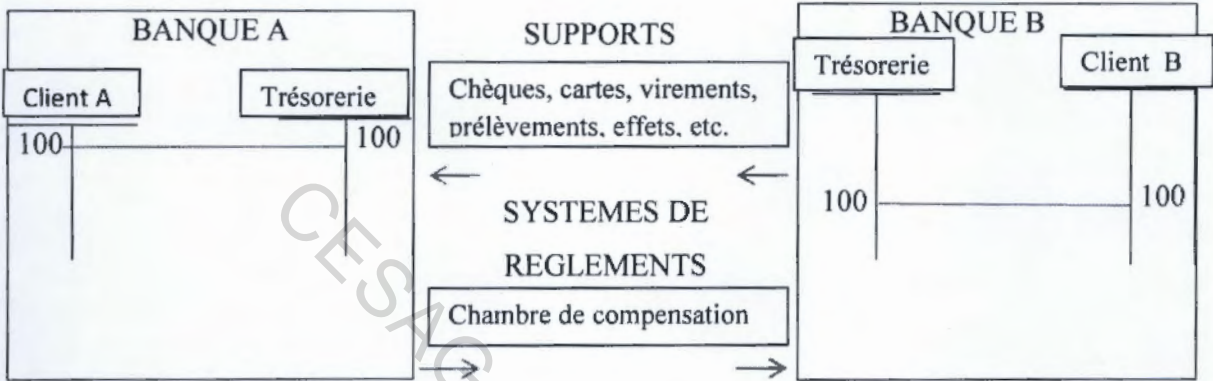 BANQUE A
Client A
Trésorerie
100
100
SUPPORTS
Chèques, cartes, virements,
prélèvements, effets, etc.
SYSTEMES DE
REGLEMENTS
Chambre de compensation
BANQUE B
Trésorerie
Client B
100
100
CESAG